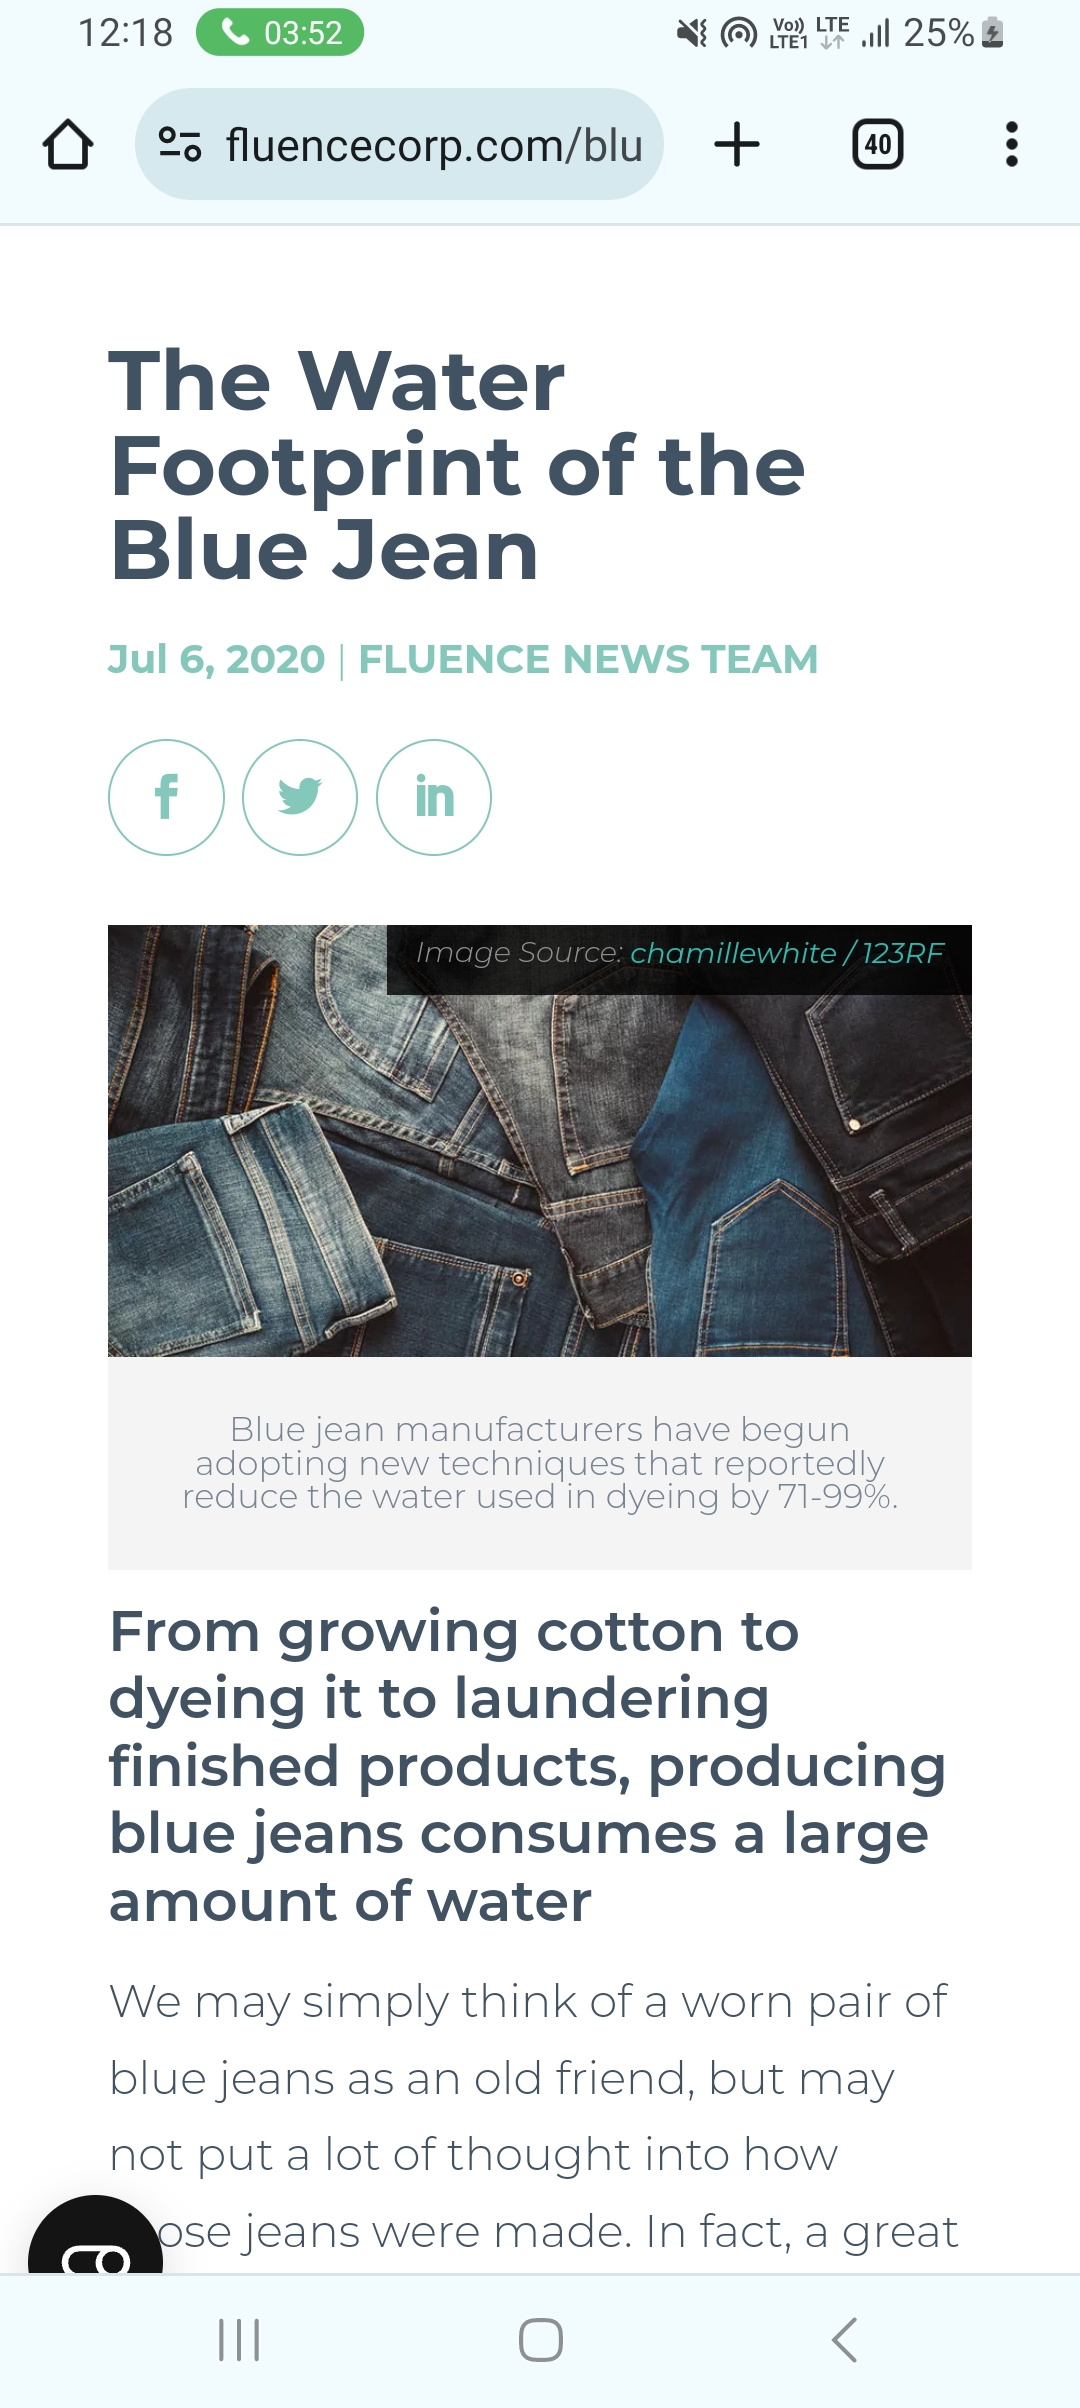 12:18 03:52 Vo)) LTE1 LTE 25%
fluencecorp.com/blu 40
The Water
Footprint of the
Blue Jean
Jul 6, 2020 | FLUENCE NEWS TEAM
f in
Image Source: chamillewhite / 123RF
Blue jean manufacturers have begun
adopting new techniques that reportedly
reduce the water used in dyeing by 71-99%.
From growing cotton to
dyeing it to laundering
finished products, producing
blue jeans consumes a large
amount of water
We may simply think of a worn pair of
blue jeans as an old friend, but may
not put a lot of thought into how
ose jeans were made. In fact, a great